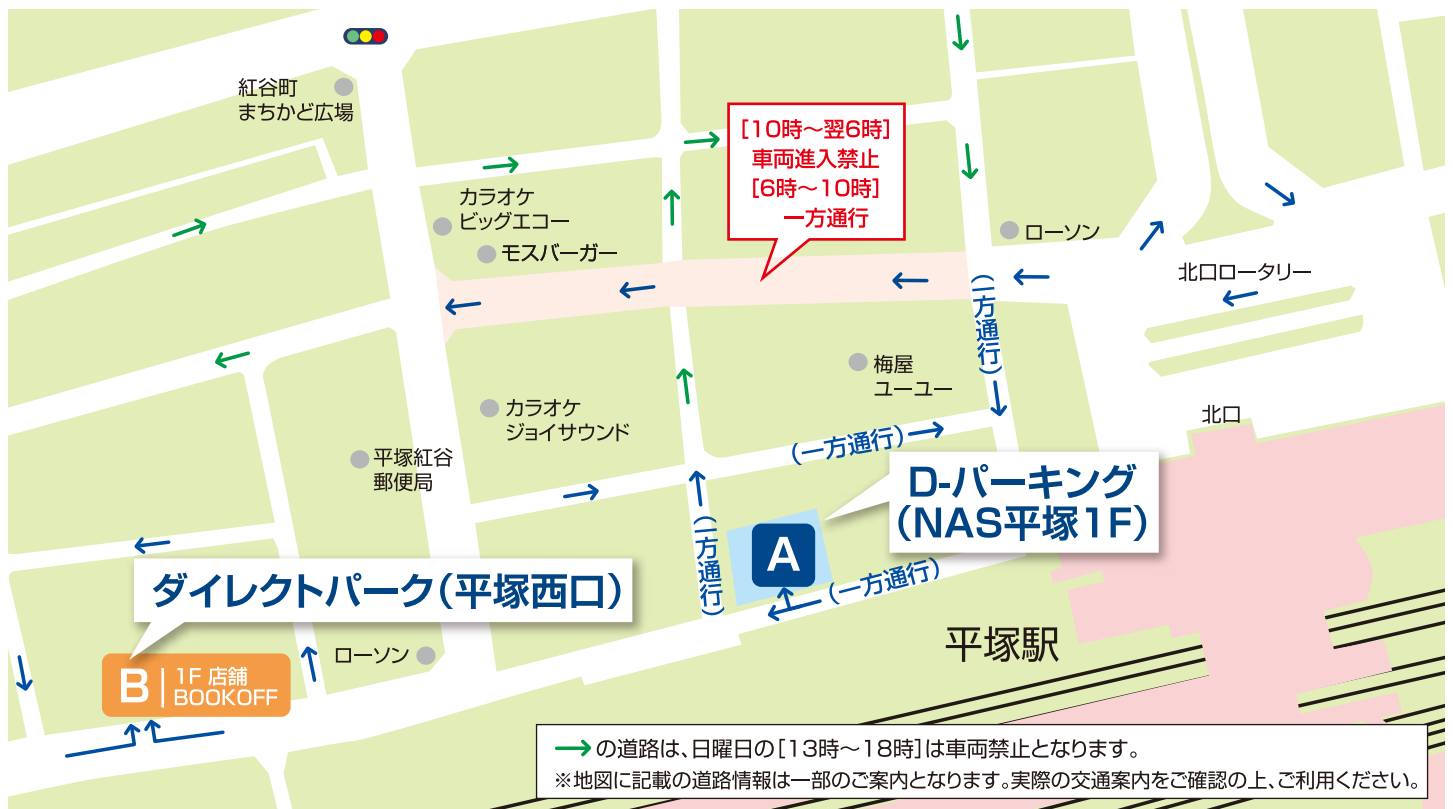 紅谷町
まちかど広場
[10時〜翌6時]
車両進入禁止
[6時〜10時]
一方通行
カラオケ
ビッグエコー
モスバーガー
ローソン
北口ロータリー
(一方通行)
梅屋
ユーユー
カラオケ
ジョイサウンド
北口
平塚紅谷
郵便局
(一方通行)
D-パーキング
(NAS平塚1F)
A
(一方通行)
(一方通行)
ダイレクトパーク(平塚西口)
平塚駅
ローソン
B
1F 店舗
BOOKOFF
→の道路は、日曜日の[13時〜18時]は車両禁止となります。
※地図に記載の道路情報は一部のご案内となります。実際の交通案内をご確認の上、ご利用ください。